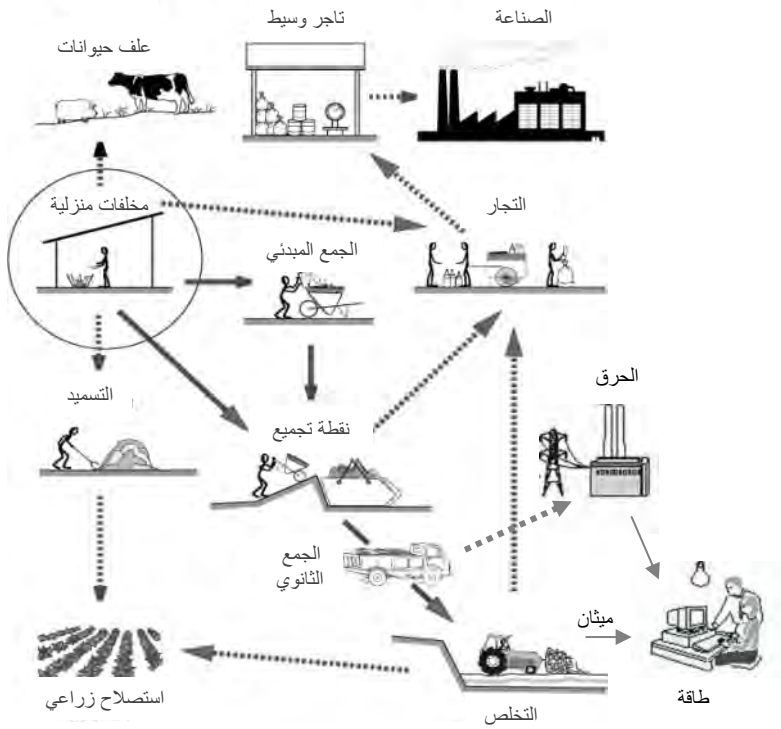 الصناعة
تاجر وسيط
علف حيوانات
مخلفات منزلية
التجار
الجمع المبدئي
الحرق
التسميد
نقطة تجميع
الجمع
الثانوي
ميثان
طاقة
التخلص
استصلاح زراعي